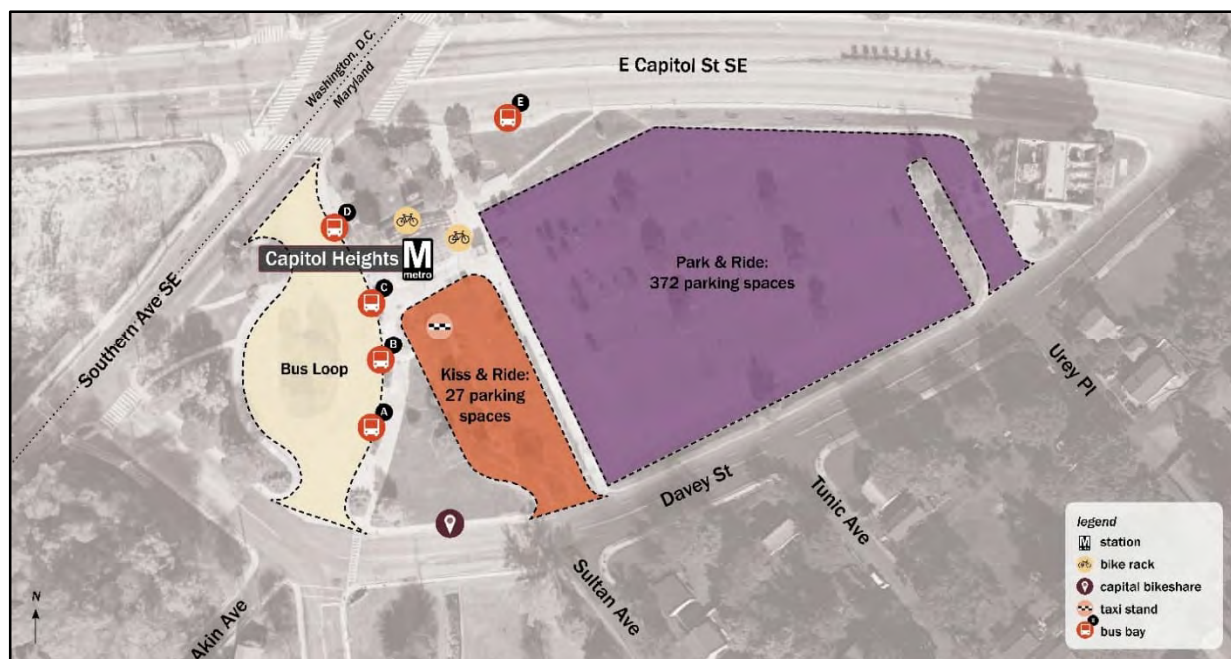 Washington, D.C.
Maryland
E Capitol St SE
E
D
Capitol Heights
M
metro
C
B
A
Southern Ave SE
Bus Loop
Kiss & Ride:
27 parking
spaces
Park & Ride:
372 parking spaces
Urey Pl
Davey St
Tunic Ave
Sultan Ave
Akin Ave
N
legend
M
station
bike rack
capital bikeshare
taxi stand
bus bay